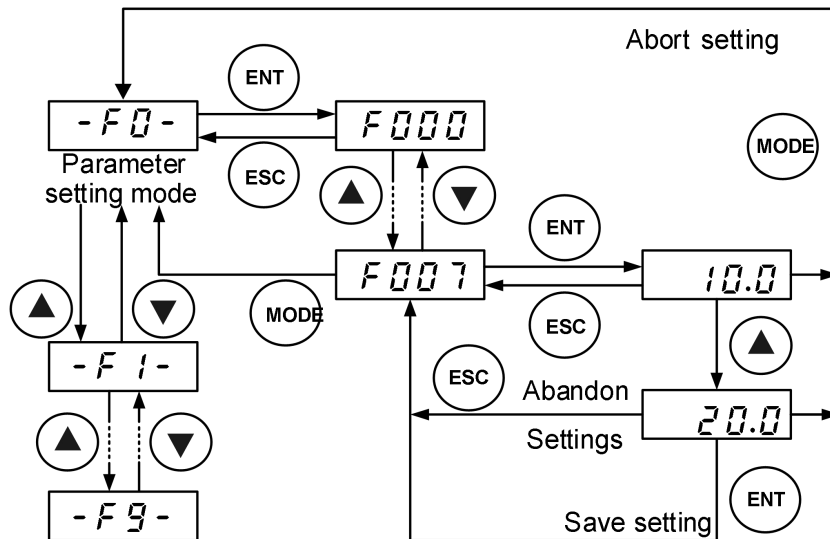 Abort setting
ENT
-F0-
F000
MODE
Parameter
setting mode
ESC
ENT
F007
10.0
MODE
ESC
-F1-
ESC
Abandon
20.0
Settings
ENT
-F9-
Save setting